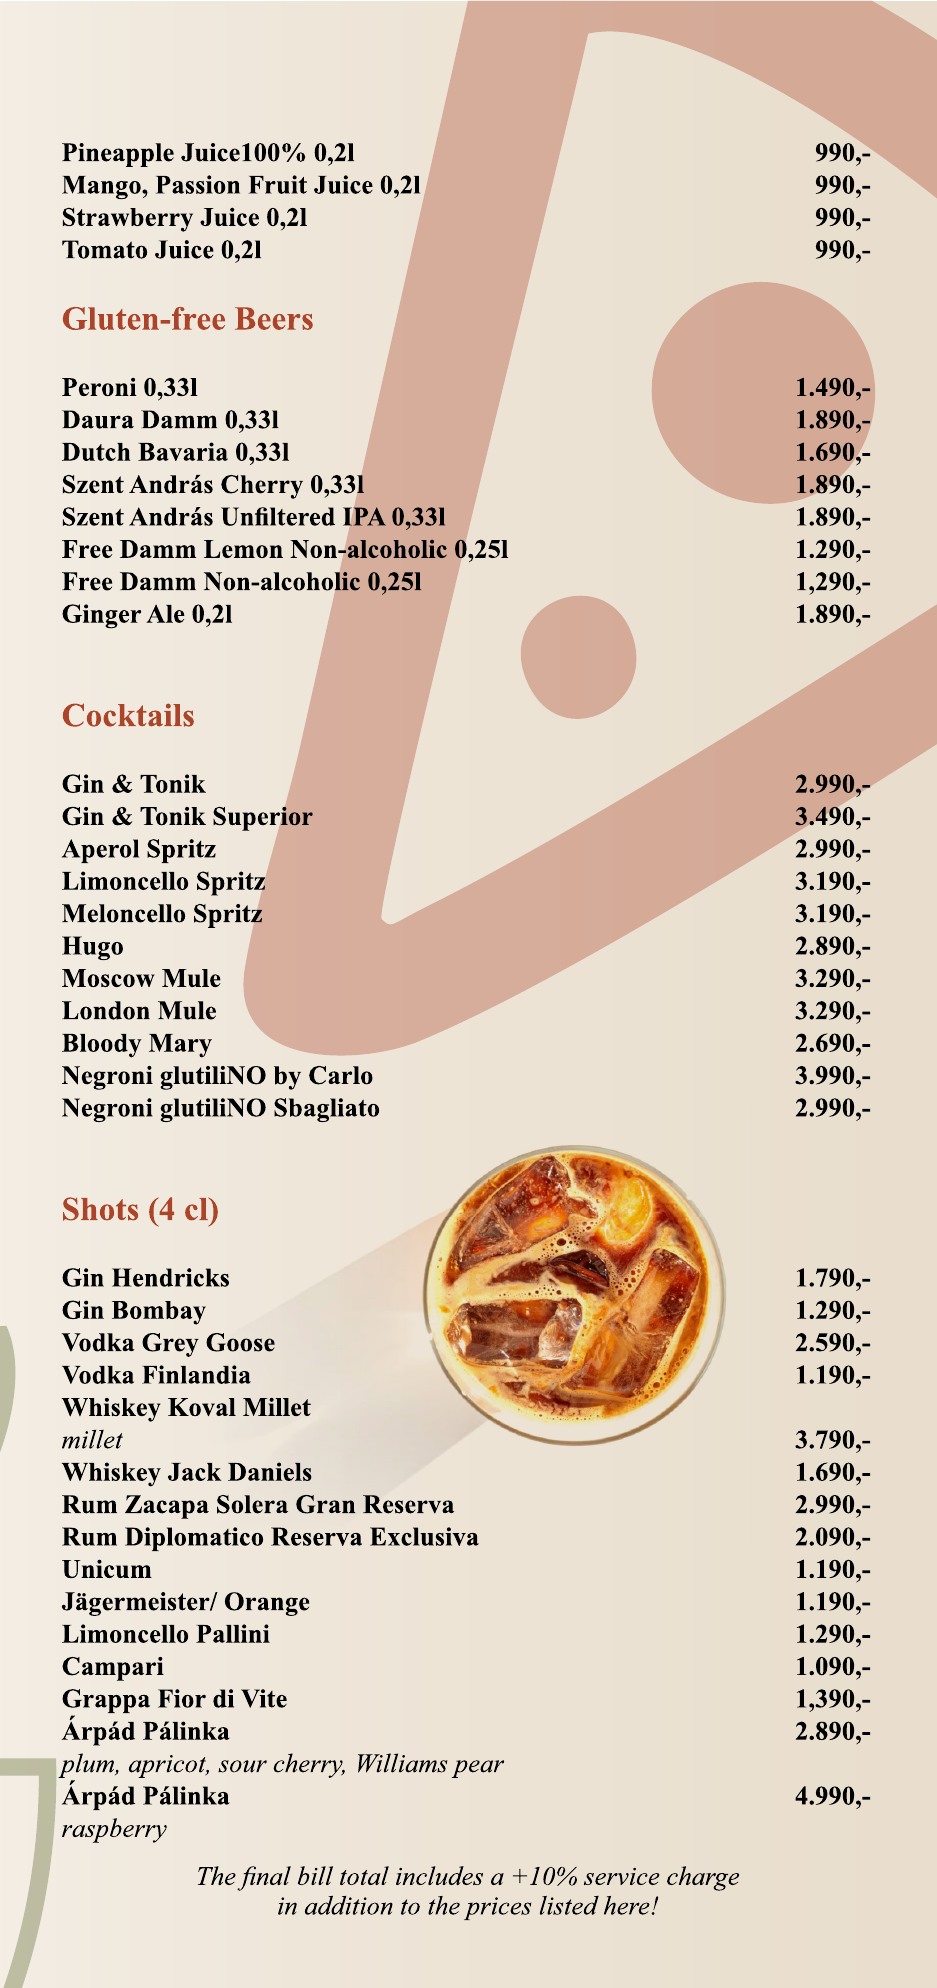 Pineapple Juice100% 0,2l 990,-
Mango, Passion Fruit Juice 0,2l 990,-
Strawberry Juice 0,2l 990,-
Tomato Juice 0,2l 990,-
Gluten-free Beers
Peroni 0,33l 1.490,-
Daura Damm 0,33l 1.890,-
Dutch Bavaria 0,33l 1.690,-
Szent András Cherry 0,33l 1.890,-
Szent András Unfiltered IPA 0,33l 1.890,-
Free Damm Lemon Non-alcoholic 0,25l 1.290,-
Free Damm Non-alcoholic 0,25l 1,290,-
Ginger Ale 0,2l 1.890,-
Cocktails
Gin & Tonik 2.990,-
Gin & Tonik Superior 3.490,-
Aperol Spritz 2.990,-
Limoncello Spritz 3.190,-
Meloncello Spritz 3.190,-
Hugo 2.890,-
Moscow Mule 3.290,-
London Mule 3.290,-
Bloody Mary 2.690,-
Negroni glutiliNO by Carlo 3.990,-
Negroni glutiliNO Sbagliato 2.990,-
Shots (4 cl)
Gin Hendricks 1.790,-
Gin Bombay 1.290,-
Vodka Grey Goose 2.590,-
Vodka Finlandia 1.190,-
Whiskey Koval Millet
millet 3.790,-
Whiskey Jack Daniels 1.690,-
Rum Zacapa Solera Gran Reserva 2.990,-
Rum Diplomatico Reserva Exclusiva 2.090,-
Unicum 1.190,-
Jägermeister/ Orange 1.190,-
Limoncello Pallini 1.290,-
Campari 1.090,-
Grappa Fior di Vite 1,390,-
Árpád Pálinka 2.890,-
plum, apricot, sour cherry, Williams pear
Árpád Pálinka 4.990,-
raspberry
The final bill total includes a +10% service charge
in addition to the prices listed here!